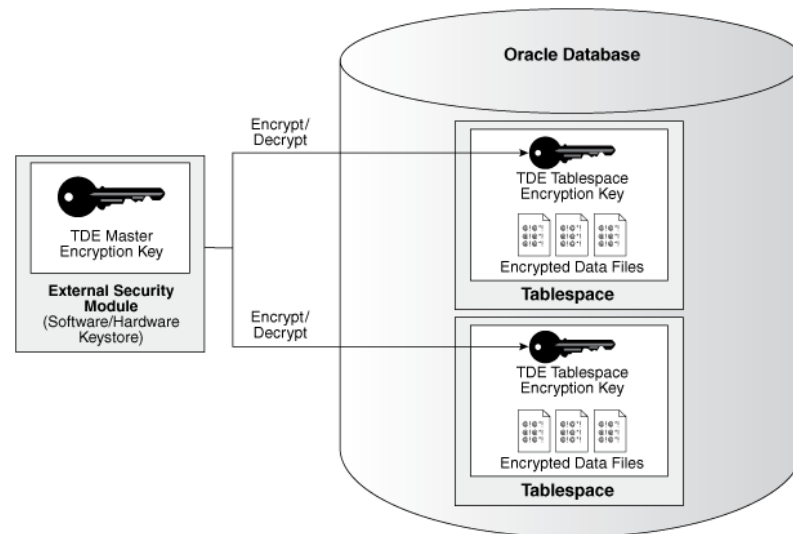 Oracle Database
Encrypt/
Decrypt
TDE Tablespace
Encryption Key
Encrypted Data Files
Tablespace
TDE Master
Encryption Key
External Security
Module
(Software/Hardware
Keystore)
Encrypt/
Decrypt
TDE Tablespace
Encryption Key
Encrypted Data Files
Tablespace